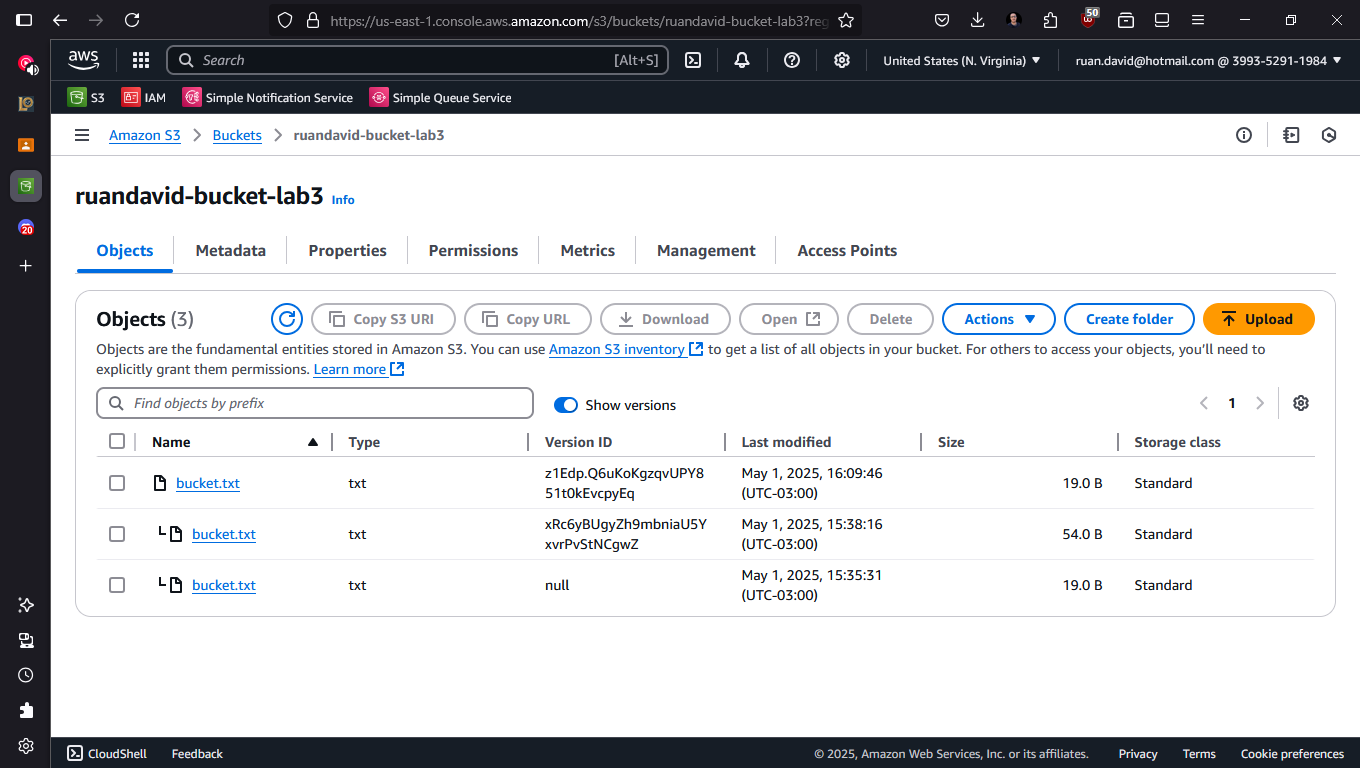 https://us-east-1.console.aws.amazon.com/s3/buckets/ruandavid-bucket-lab3?reg
50
aws
Search
[Alt+S]
United States (N. Virginia)
ruan.david@hotmail.com @ 3993-5291-1984
S3
IAM
Simple Notification Service
Simple Queue Service
20
Amazon S3
Buckets
ruandavid-bucket-lab3
ruandavid-bucket-lab3 Info
Objects
Metadata
Properties
Permissions
Metrics
Management
Access Points
Objects (3)
Copy S3 URI
Copy URL
Download
Open
Delete
Actions
Create folder
Upload
Objects are the fundamental entities stored in Amazon S3. You can use Amazon S3 inventory to get a list of all objects in your bucket. For others to access your objects, you'll need to
explicitly grant them permissions. Learn more
Find objects by prefix
Show versions
1
Name
Type
Version ID
Last modified
Size
Storage class
bucket.txt
txt
z1Edp.Q6uKoKgzqvUPY8
51t0kEvcpyEq
May 1, 2025, 16:09:46
(UTC-03:00)
19.0 B
Standard
bucket.txt
txt
xRc6yBUgyZh9mbniaU5Y
xvrPvStNCgwZ
May 1, 2025, 15:38:16
(UTC-03:00)
54.0 B
Standard
bucket.txt
txt
null
May 1, 2025, 15:35:31
(UTC-03:00)
19.0 B
Standard
CloudShell
Feedback
© 2025, Amazon Web Services, Inc. or its affiliates.
Privacy
Terms
Cookie preferences